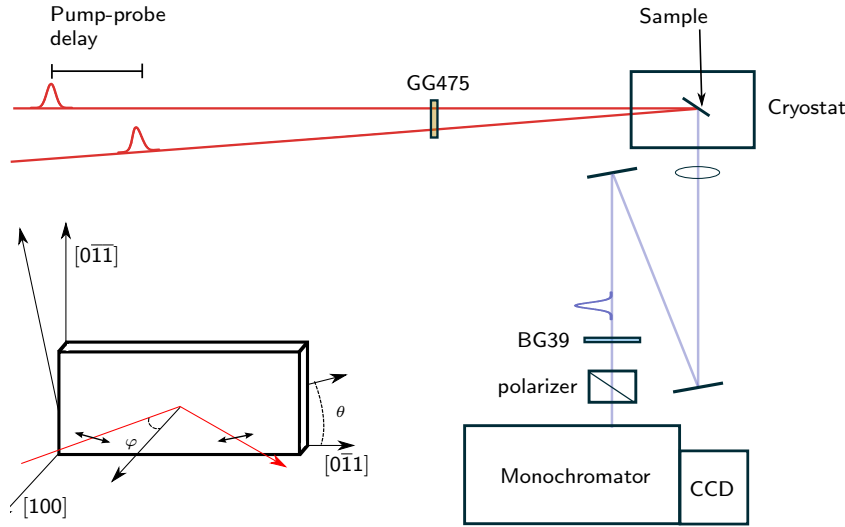 Pump-probe
delay
Sample
GG475
Cryostat
BG39
polarizer
Monochromator
CCD
[01̅1̅]
θ
φ
[01̅1]
[100]